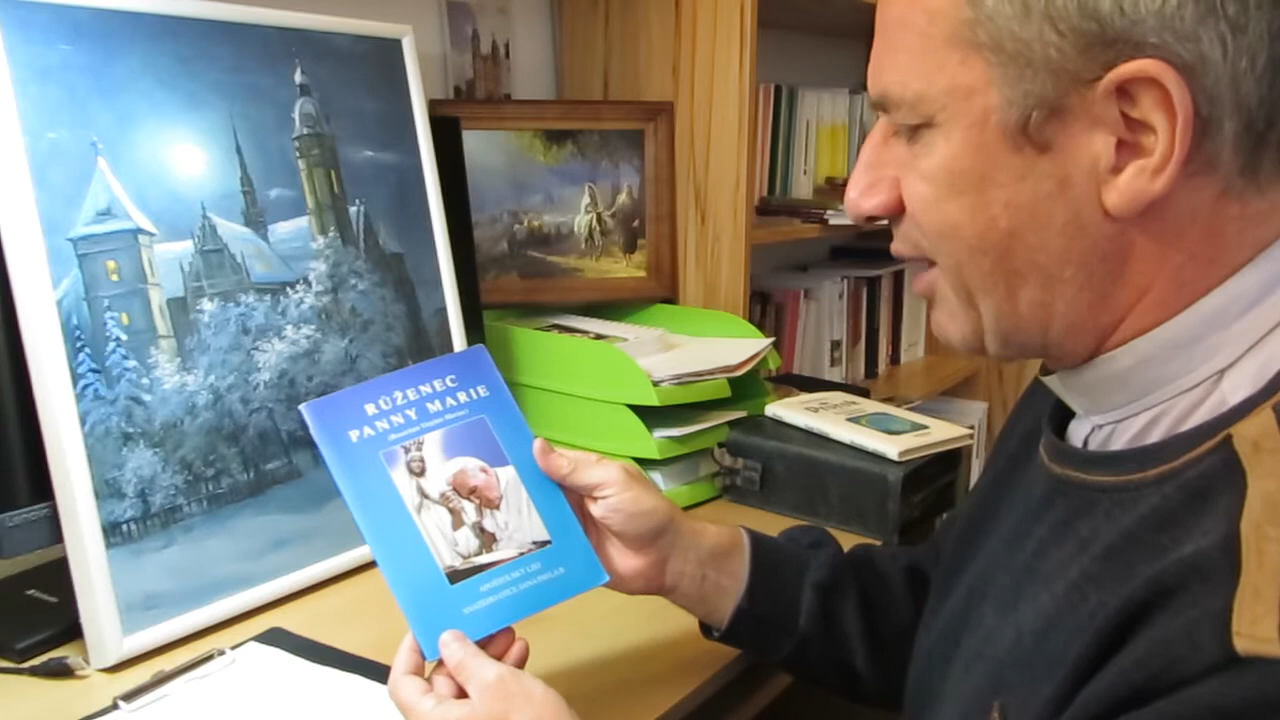 RŮŽENEC
PANNY MARIE
(Rosarium Virginis Mariae)
APOŠTOLSKÝ LIST
SVATÉHO OTCE JANA PAVLA II.